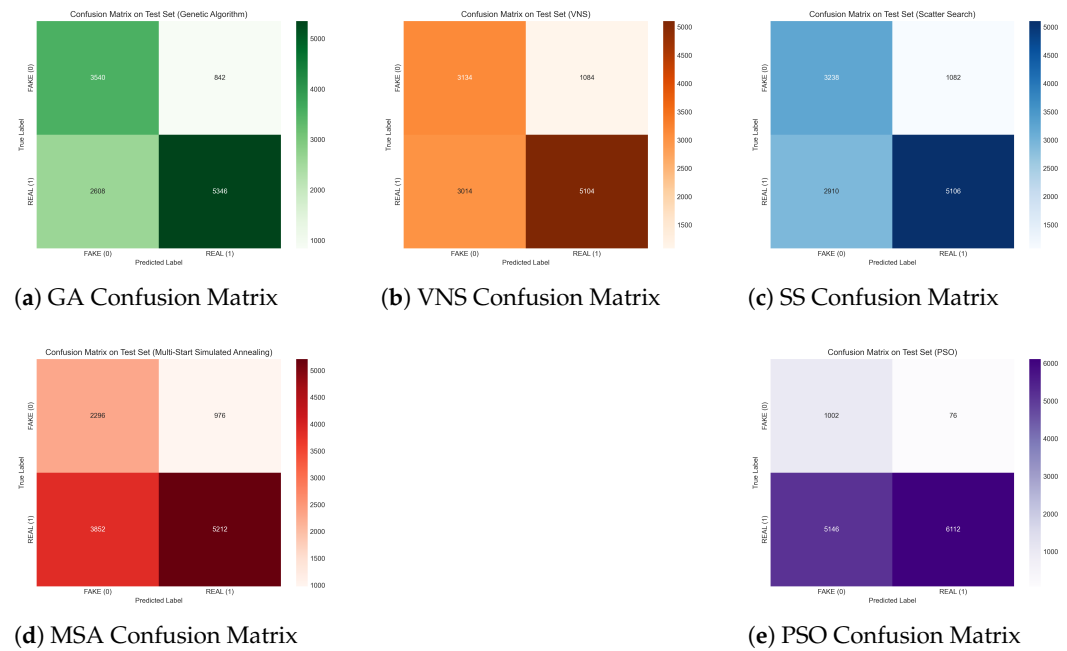 Confusion Matrix on Test Set (Genetic Algorithm)
FAKE (0)
REAL (1)
True Label
3540
842
2608
5346
FAKE (0)
REAL (1)
Predicted Label
5000
4000
3000
2000
1000
(a) GA Confusion Matrix
Confusion Matrix on Test Set (VNS)
FAKE (0)
REAL (1)
True Label
3134
1084
3014
5104
FAKE (0)
REAL (1)
Predicted Label
5000
4500
4000
3500
3000
2500
2000
1500
(b) VNS Confusion Matrix
Confusion Matrix on Test Set (Scatter Search)
FAKE (0)
REAL (1)
True Label
3238
1082
2910
5106
FAKE (0)
REAL (1)
Predicted Label
5000
4500
4000
3500
3000
2500
2000
1500
(c) SS Confusion Matrix
Confusion Matrix on Test Set (Multi-Start Simulated Annealing)
FAKE (0)
REAL (1)
True Label
2296
976
3852
5212
FAKE (0)
REAL (1)
Predicted Label
5000
4500
4000
3500
3000
2500
2000
1500
1000
(d) MSA Confusion Matrix
Confusion Matrix on Test Set (PSO)
FAKE (0)
REAL (1)
True Label
1002
76
5146
6112
FAKE (0)
REAL (1)
Predicted Label
6000
5000
4000
3000
2000
1000
(e) PSO Confusion Matrix